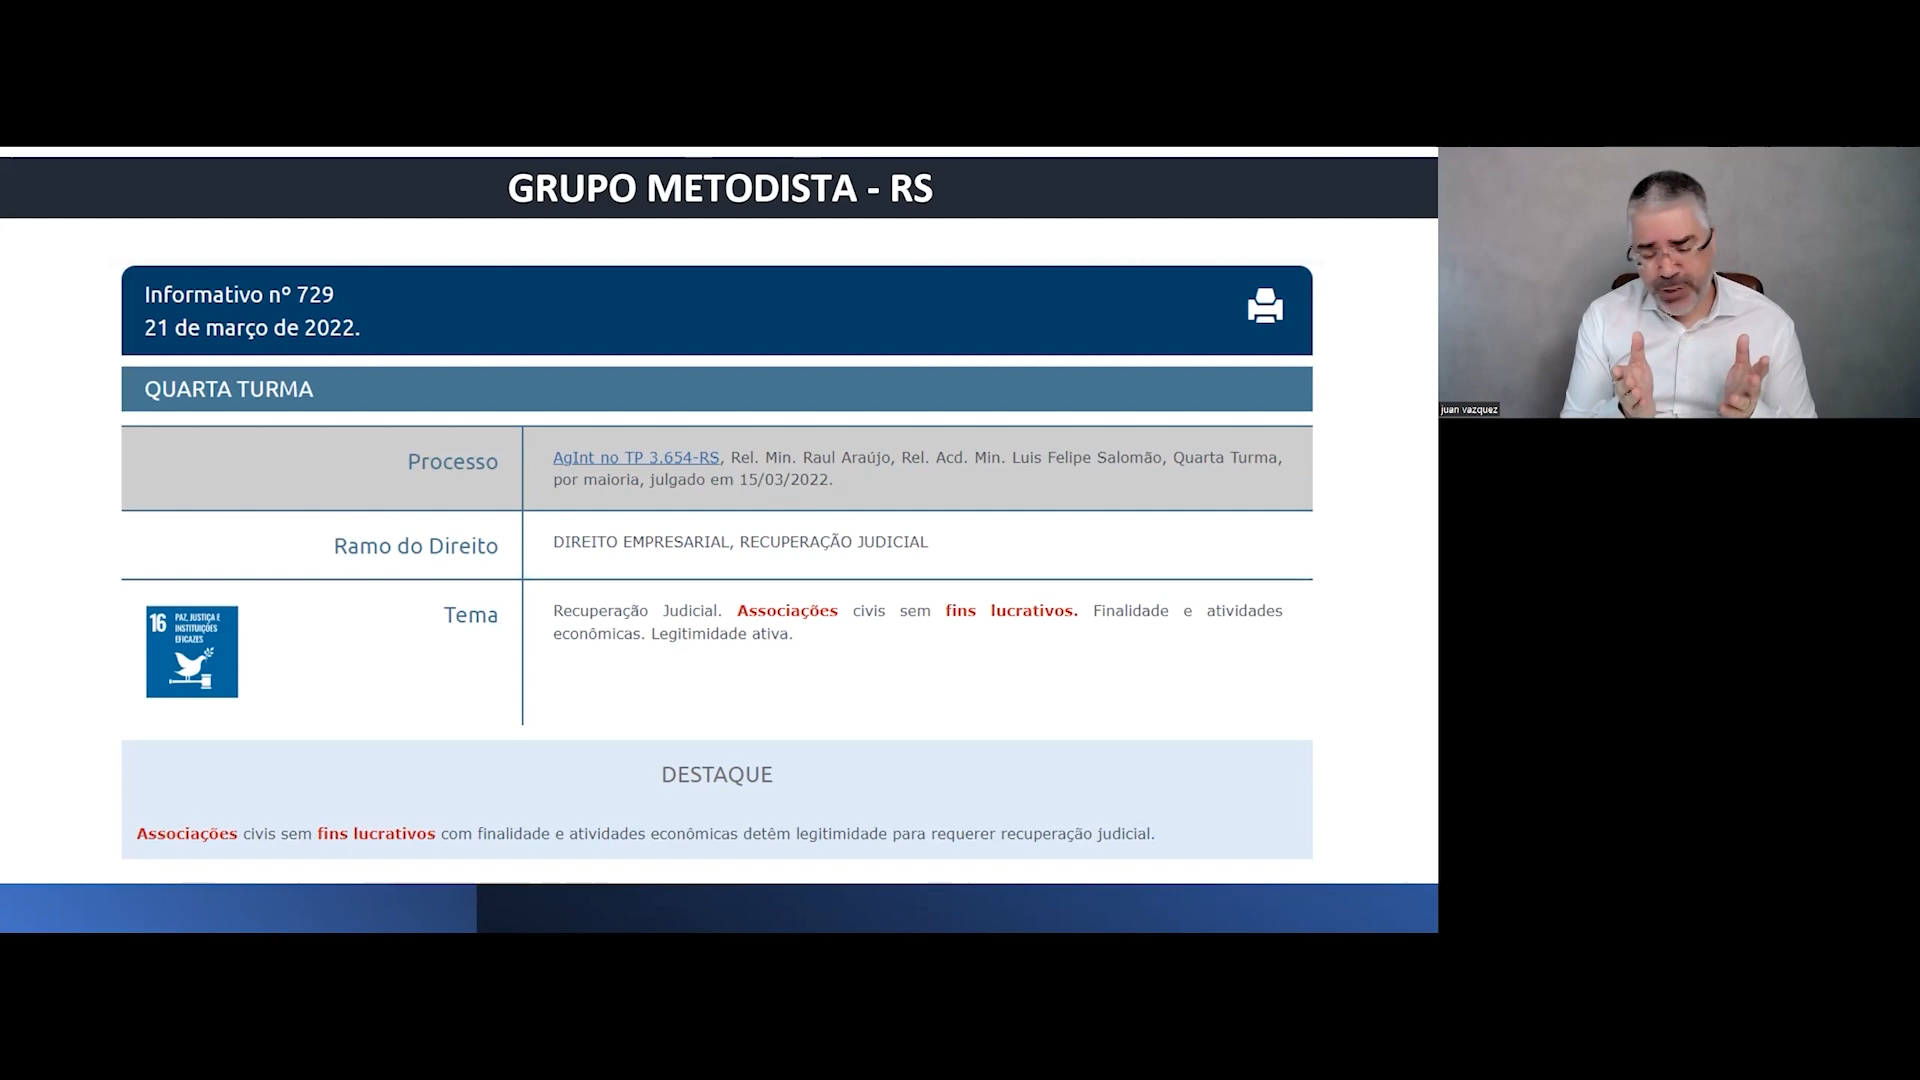 GRUPO METODISTA - RS
Informativo nº 729
21 de março de 2022.
QUARTA TURMA
Processo
AgInt no TP 3.654-RS, Rel. Min. Raul Araújo, Rel. Acd. Min. Luis Felipe Salomão, Quarta Turma,
por maioria, julgado em 15/03/2022.
Ramo do Direito
DIREITO EMPRESARIAL, RECUPERAÇÃO JUDICIAL
16 PAZ, JUSTIÇA E
INSTITUIÇÕES
EFICAZES
Tema
Recuperação Judicial. Associações civis sem fins lucrativos. Finalidade e atividades
econômicas. Legitimidade ativa.
DESTAQUE
Associações civis sem fins lucrativos com finalidade e atividades econômicas detêm legitimidade para requerer recuperação judicial.
juan vazquez